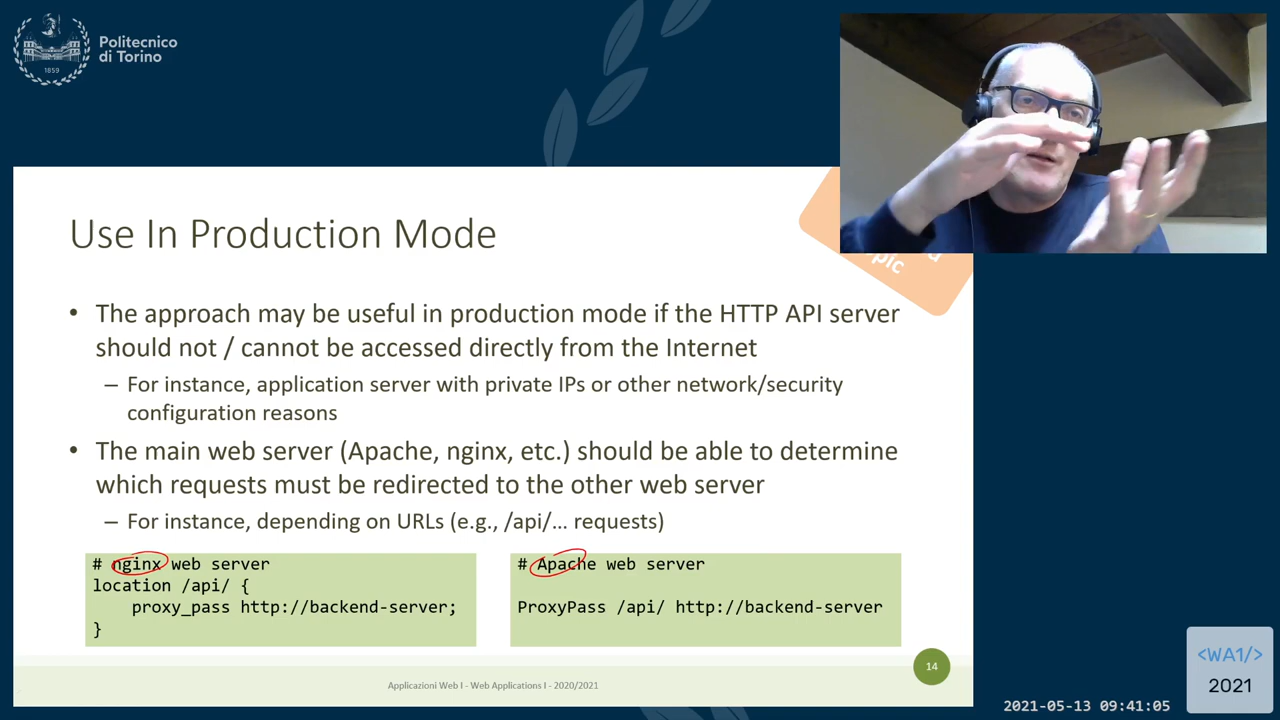 Politecnico
di Torino
1859
Use In Production Mode
• The approach may be useful in production mode if the HTTP API server
should not / cannot be accessed directly from the Internet
– For instance, application server with private IPs or other network/security
configuration reasons
• The main web server (Apache, nginx, etc.) should be able to determine
which requests must be redirected to the other web server
– For instance, depending on URLs (e.g., /api/… requests)
# nginx web server
location /api/ {
proxy_pass http://backend-server;
}
# Apache web server
ProxyPass /api/ http://backend-server
14
Applicazioni Web I - Web Applications I - 2020/2021
<WA1/>
2021
2021-05-13 09:41:05